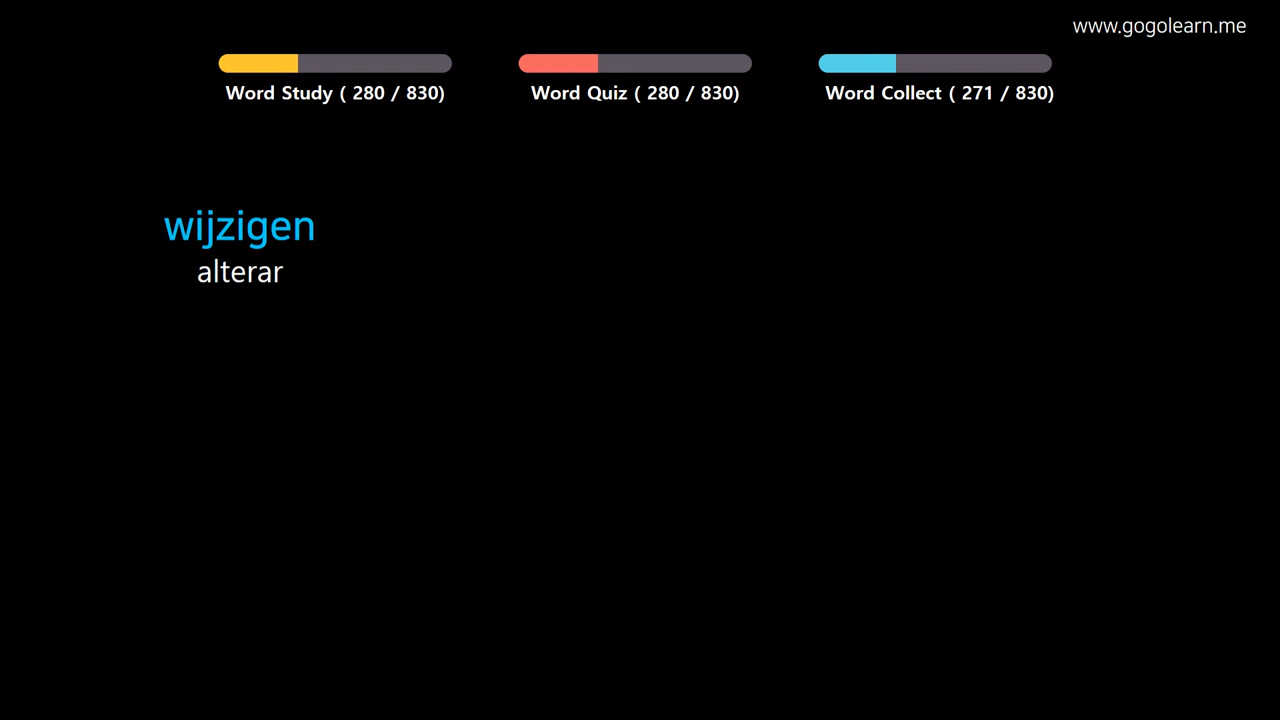 www.gogolearn.me
Word Study ( 280 / 830)
Word Quiz ( 280 / 830)
Word Collect ( 271 / 830)
wijzigen
alterar